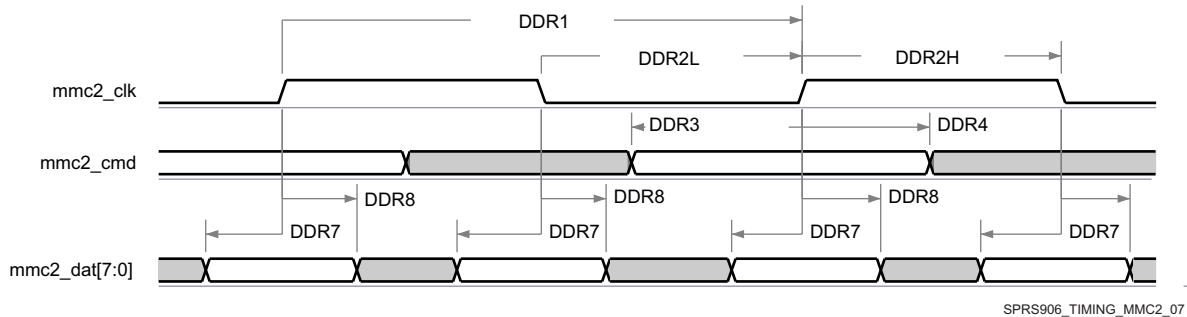 DDR1
DDR2L
DDR2H
mmc2_clk
DDR3
DDR4
mmc2_cmd
DDR8
DDR8
DDR8
DDR7
DDR7
DDR7
DDR7
mmc2_dat[7:0]
SPRS906_TIMING_MMC2_07